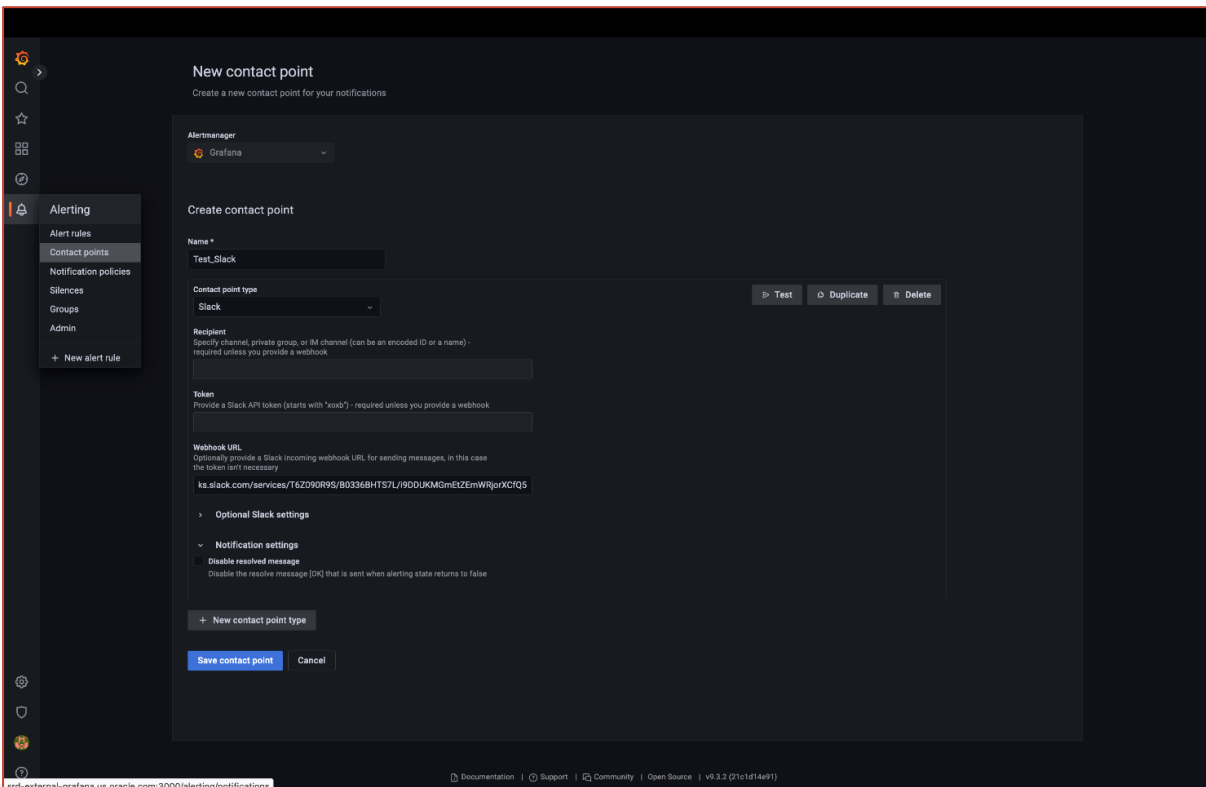 New contact point
Create a new contact point for your notifications
Alertmanager
Grafana
Alerting
Alert rules
Contact points
Notification policies
Silences
Groups
Admin
+ New alert rule
Create contact point
Name *
Test_Slack
Contact point type
Slack
Test
Duplicate
Delete
Recipient
Specify channel, private group, or IM channel (can be an encoded ID or a name) -
required unless you provide a webhook
Token
Provide a Slack API token (starts with "xoxb") - required unless you provide a webhook
Webhook URL
Optionally provide a Slack incoming webhook URL for sending messages, in this case
the token isn't necessary
ks.slack.com/services/T6Z090R9S/B0336BHTS7L/i9DDUKMGmEtZEmWRjorXCfQ5
Optional Slack settings
Notification settings
Disable resolved message
Disable the resolve message [OK] that is sent when alerting state returns to false
+ New contact point type
Save contact point
Cancel
Documentation | Support | Community | Open Source | v9.3.2 (21c1d14e91)
srd-external-grafana.us.oracle.com:3000/alerting/notifications